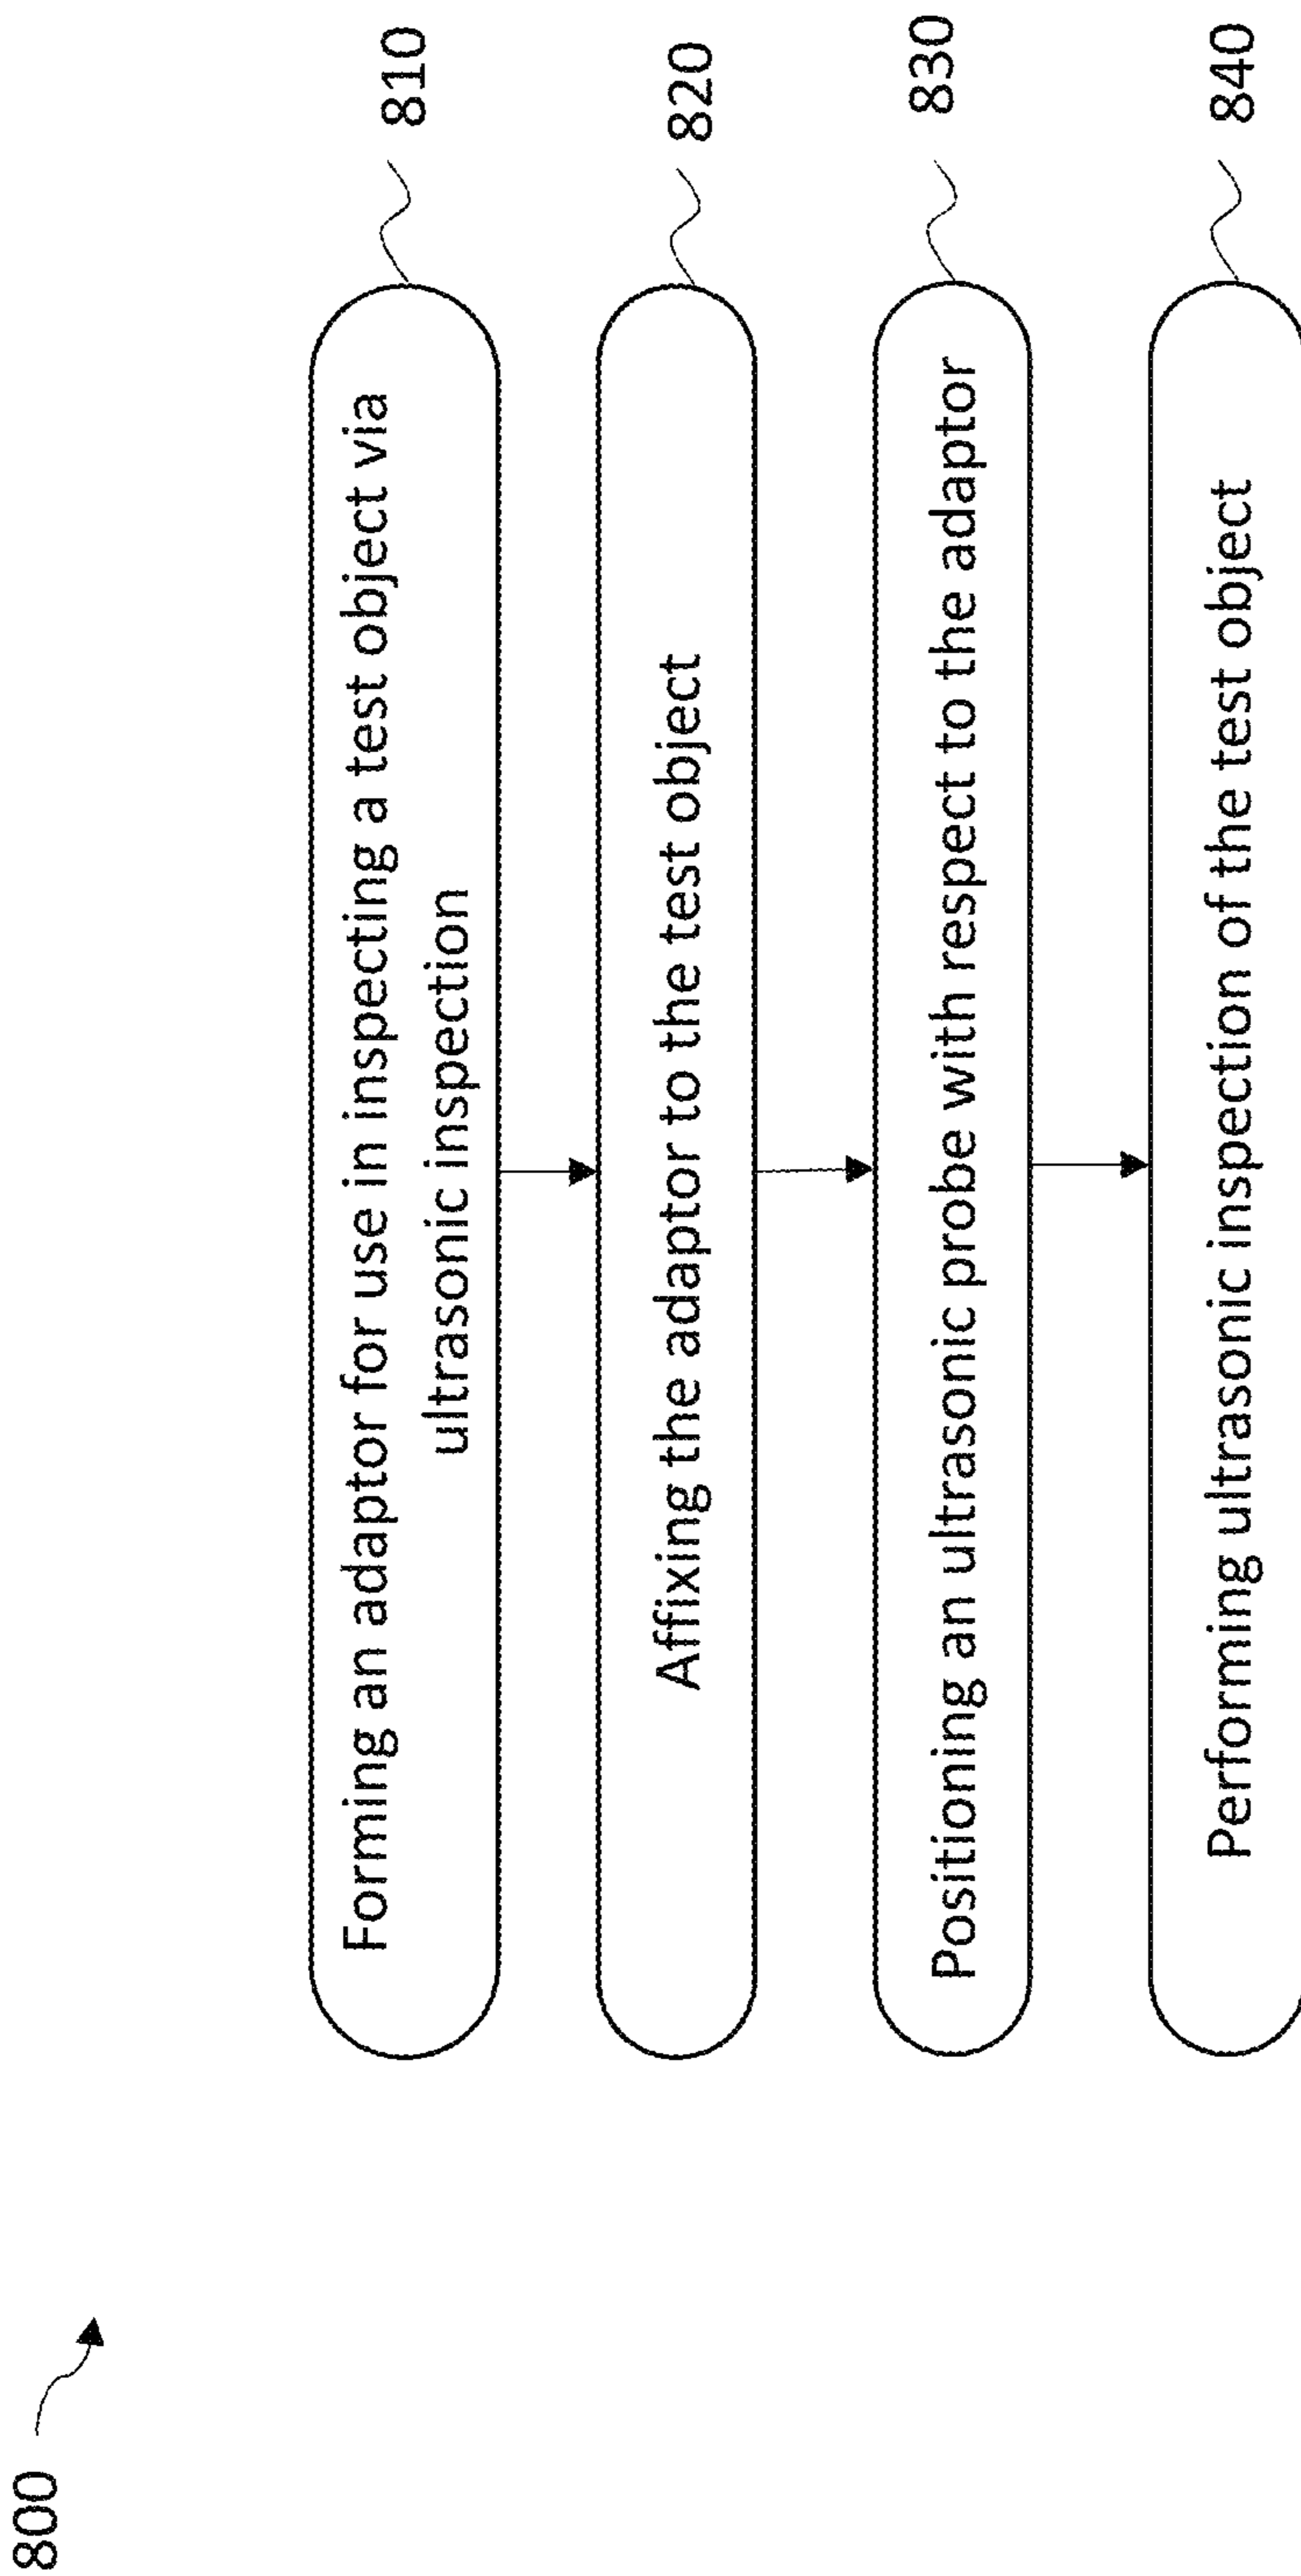 800
Forming an adaptor for use in inspecting a test object via
ultrasonic inspection
810
Affixing the adaptor to the test object
820
Positioning an ultrasonic probe with respect to the adaptor
830
Performing ultrasonic inspection of the test object
840